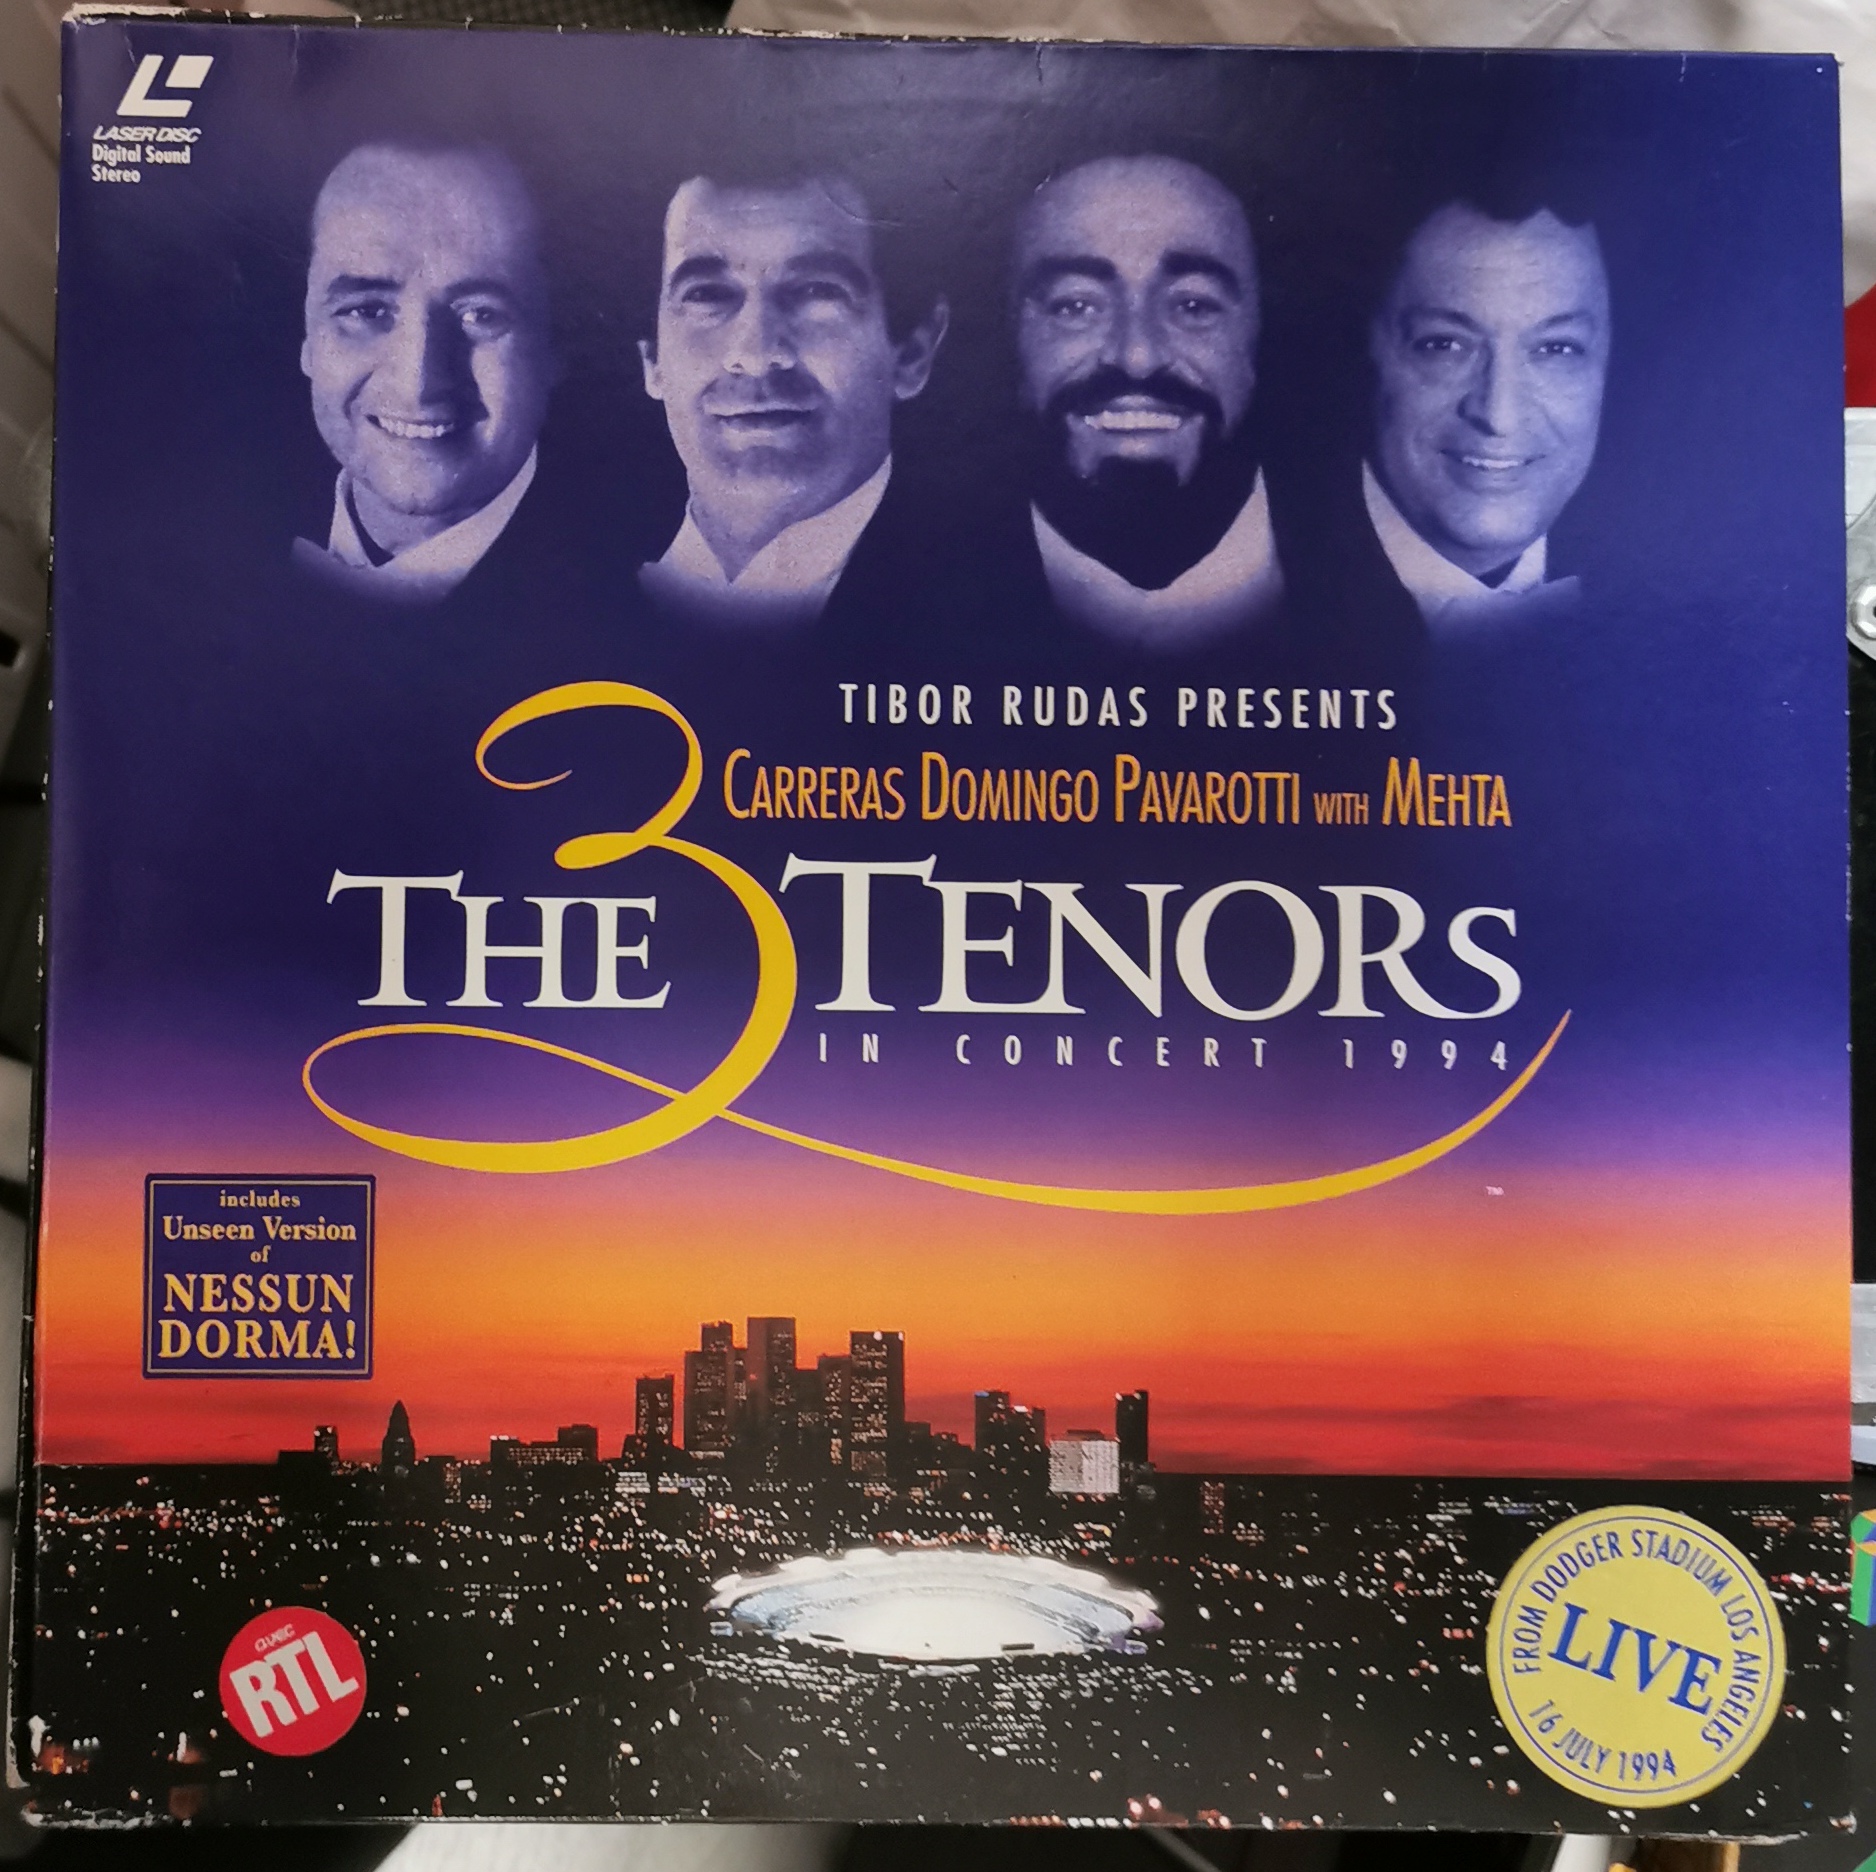 LASER DISC
Digital Sound
Stereo
TIBOR RUDAS PRESENTS
CARRERAS DOMINGO PAVAROTTI WITH MEHTA
THE 3 TENORS
IN CONCERT 1994
TM
includes
Unseen Version
of
NESSUN
DORMA!
avec
RTL
FROM DODGER STADIUM LOS ANGELES
LIVE
16 JULY 1994